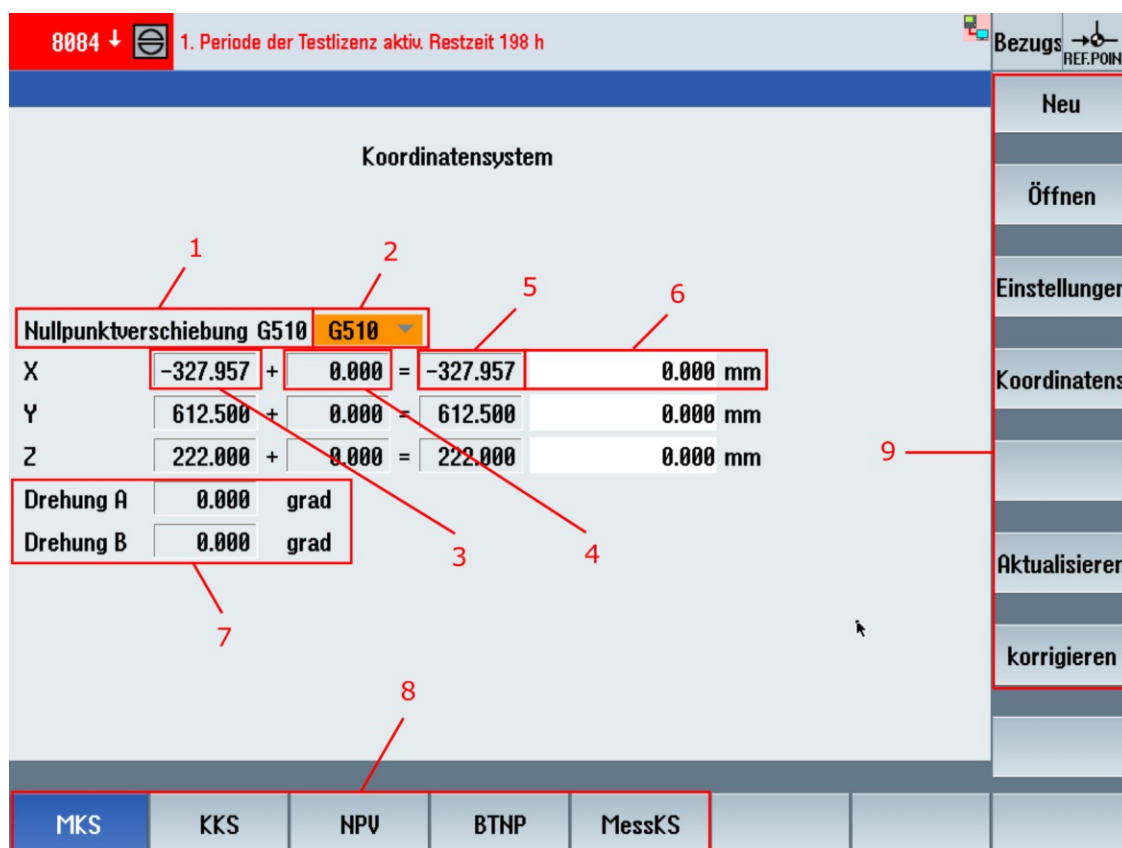 8084 1. Periode der Testlizenz aktiv. Restzeit 198 h Bezugs REF.POIN
Neu
Koordinatensystem
Öffnen
1 2
5 6
Einstellungen
Nullpunktverschiebung G510 G510
X -327.957 + 0.000 = -327.957 0.000 mm
Koordinatens
Y 612.500 + 0.000 = 612.500 0.000 mm
Z 222.000 + 0.000 = 222.000 0.000 mm
9
Drehung A 0.000 grad
Drehung B 0.000 grad
3 4
Aktualisieren
7
korrigieren
8
MKS KKS NPV BTNP MessKS